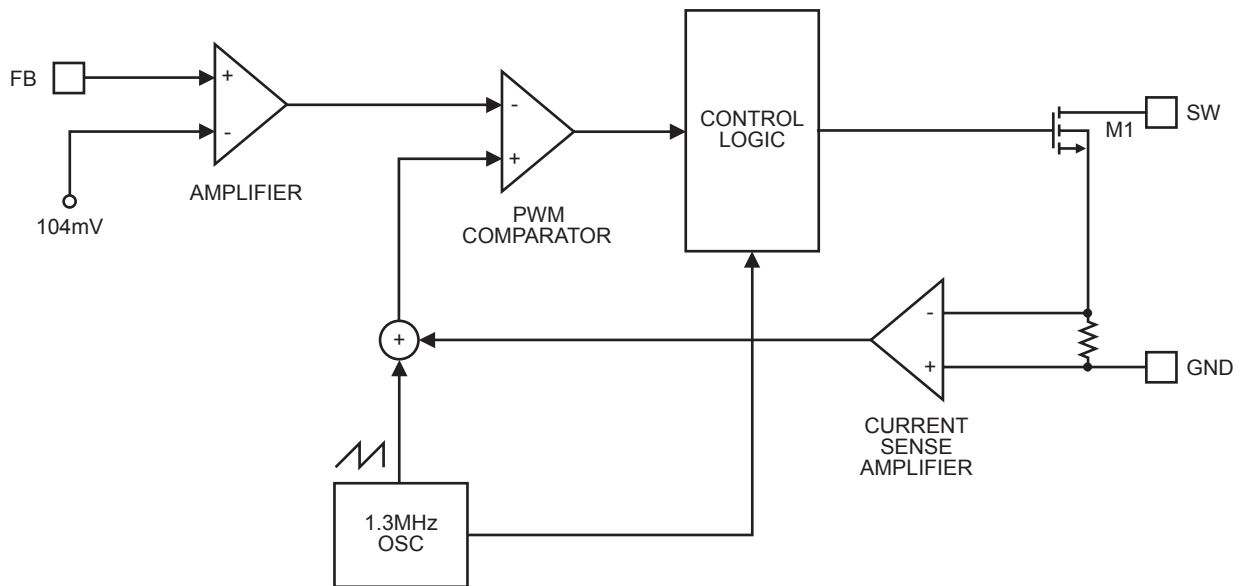 FB
+
-
104mV
AMPLIFIER
-
+
PWM
COMPARATOR
CONTROL
LOGIC
M1
SW
+
-
+
GND
CURRENT
SENSE
AMPLIFIER
1.3MHz
OSC